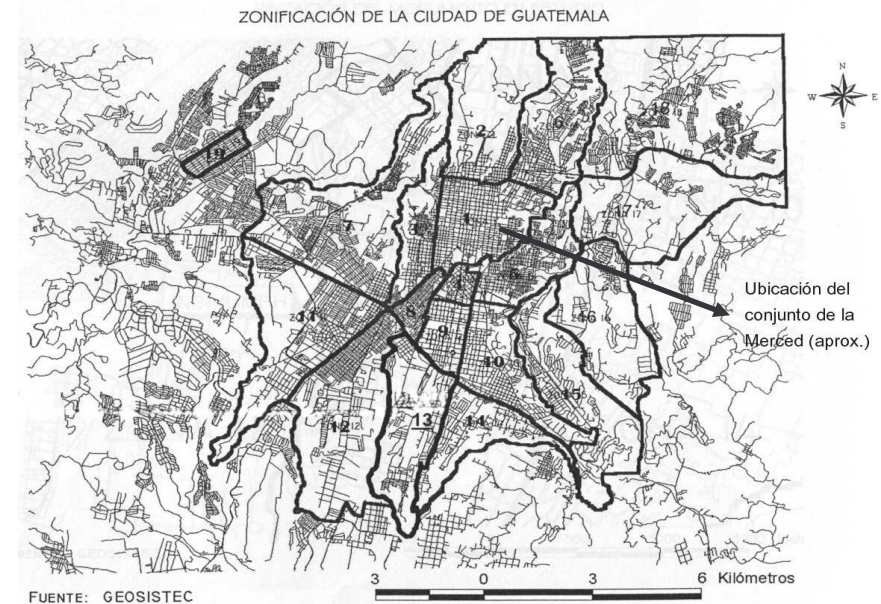 ZONIFICACIÓN DE LA CIUDAD DE GUATEMALA
N
W E
S
2
6
18
19
17
7
3
1
5
Ubicación del
conjunto de la
Merced (aprox.)
4
8
11
9
16
10
15
12
13
14
3 0 3 6 Kilómetros
FUENTE: GEOSISTEC